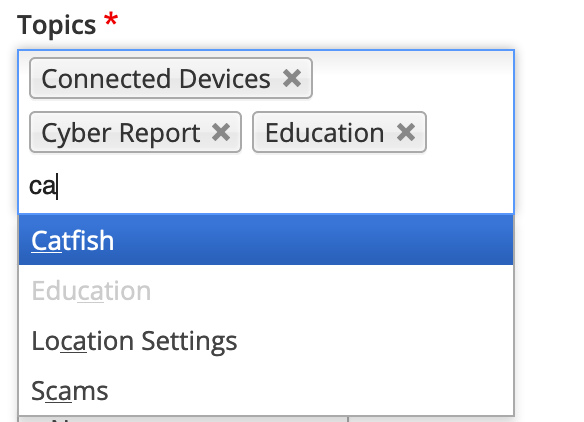 Topics *
Connected Devices ✖
Cyber Report ✖ Education ✖
ca
Catfish
Education
Location Settings
Scams